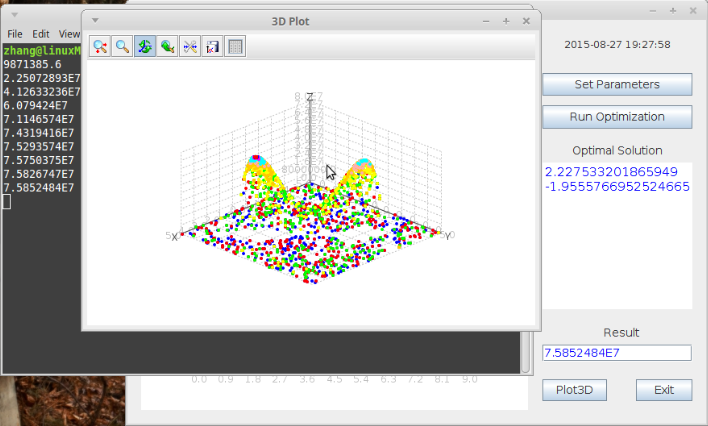 3D Plot
File Edit View
zhang@linuxM
9871385.6
2.25072893E7
4.12633236E7
6.079424E7
7.1146574E7
7.4319416E7
7.5293574E7
7.5750375E7
7.5826747E7
7.5852484E7
Z
X
Y
2015-08-27 19:27:58
Set Parameters
Run Optimization
Optimal Solution
2.227533201865949
-1.9555766952524665
Result
7.5852484E7
Plot3D Exit
0.0 0.9 1.8 2.7 3.6 4.5 5.4 6.3 7.2 8.1 9.0